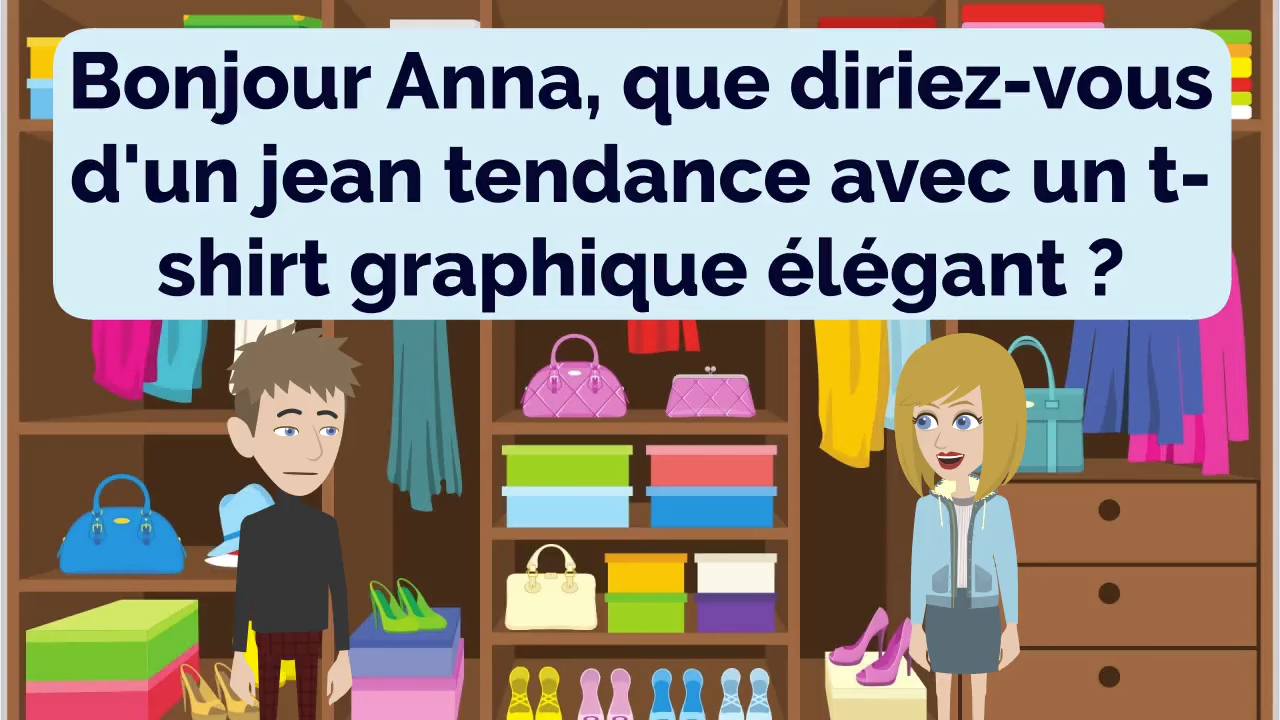 Bonjour Anna, que diriez-vous
d'un jean tendance avec un t-
shirt graphique élégant ?